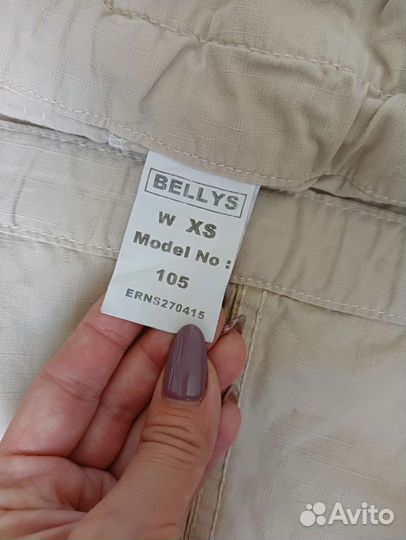 BELLYS
W XS
Model No :
105
ERNS270415
Avito